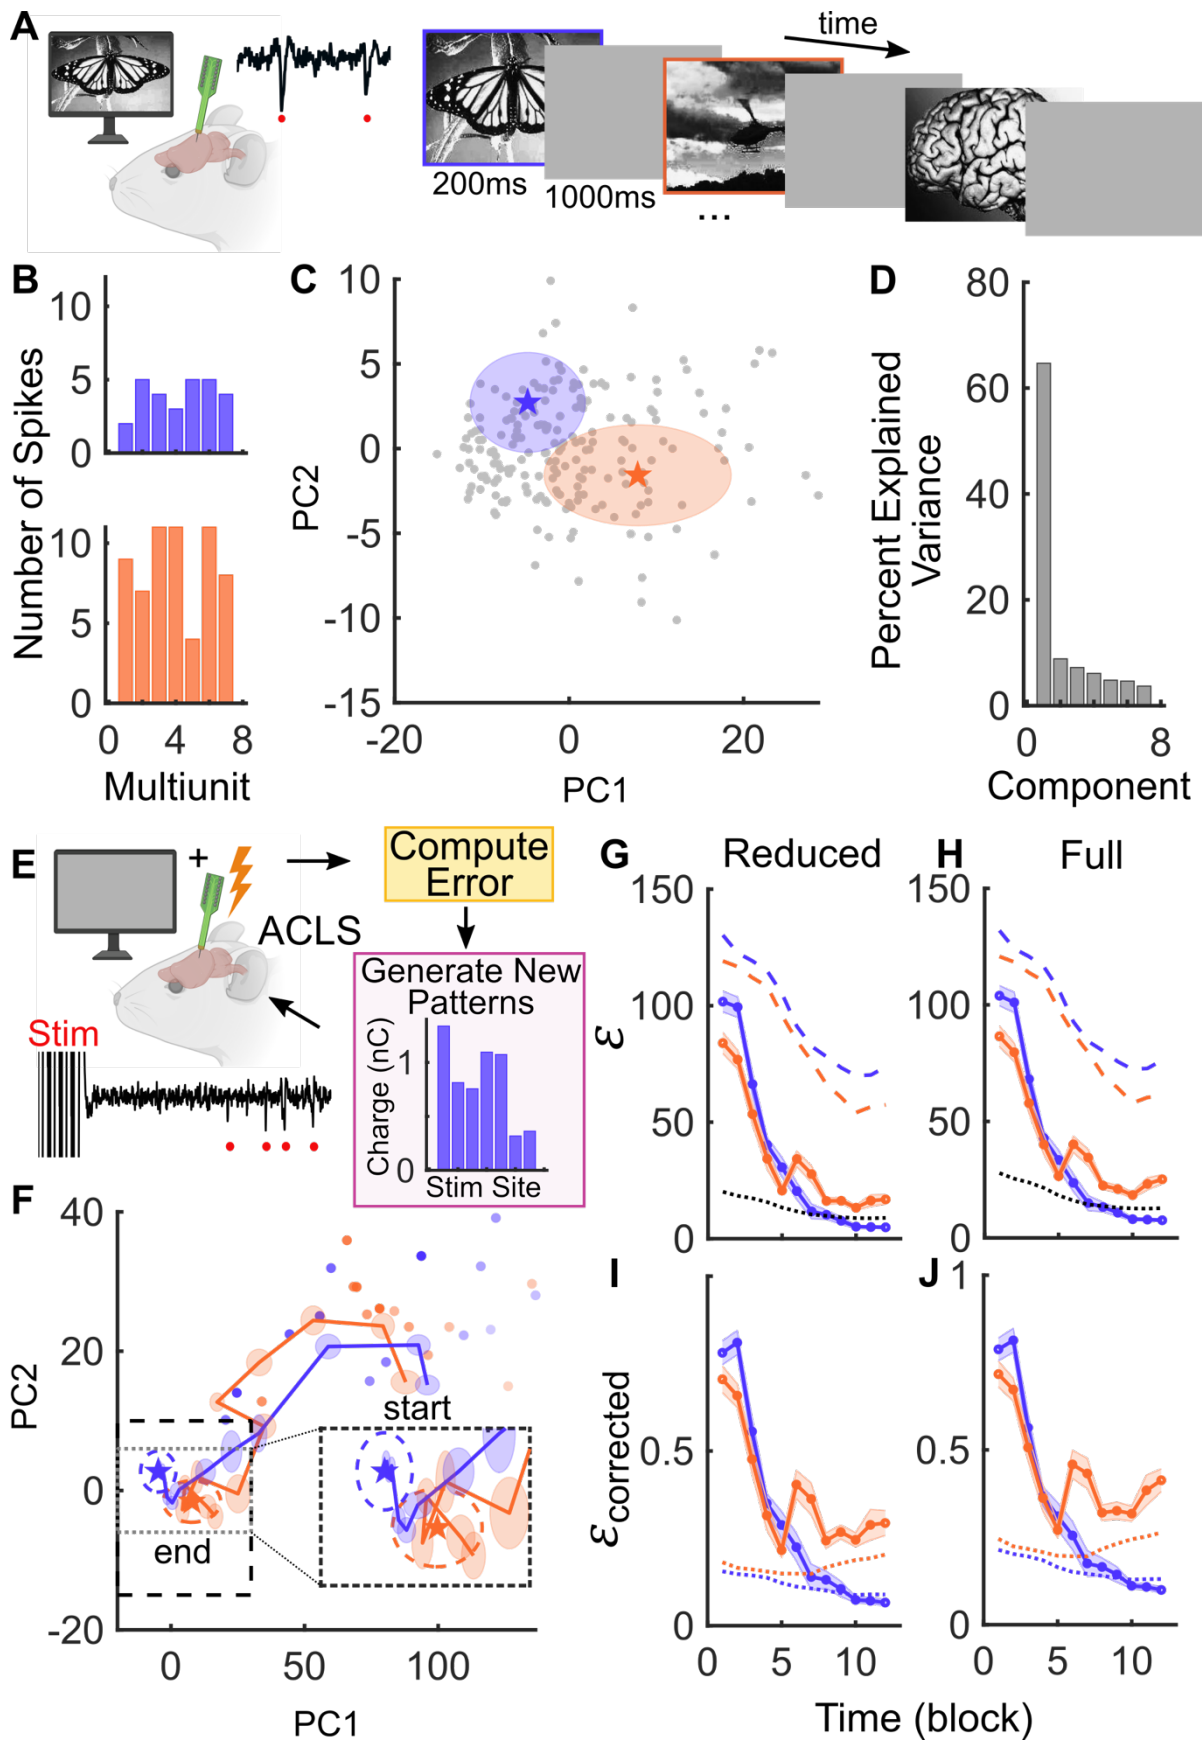 A
time
200ms
1000ms
...
B
Number of Spikes
10
5
0
10
5
0
0
4
8
Multiunit
C
PC2
10
5
0
-5
-10
-15
-20
0
20
PC1
D
Percent Explained
Variance
80
60
40
20
0
0
8
Component
E
+
ACLS
Stim
Compute
Error
Generate New
Patterns
Charge (nC)
1
0
Stim Site
F
PC2
40
20
0
-20
start
end
0
50
100
PC1
G
Reduced
ε
150
100
50
0
H
Full
150
100
50
0
I
εcorrected
0.5
0
0
5
10
J
1
0.5
0
0
5
10
Time (block)